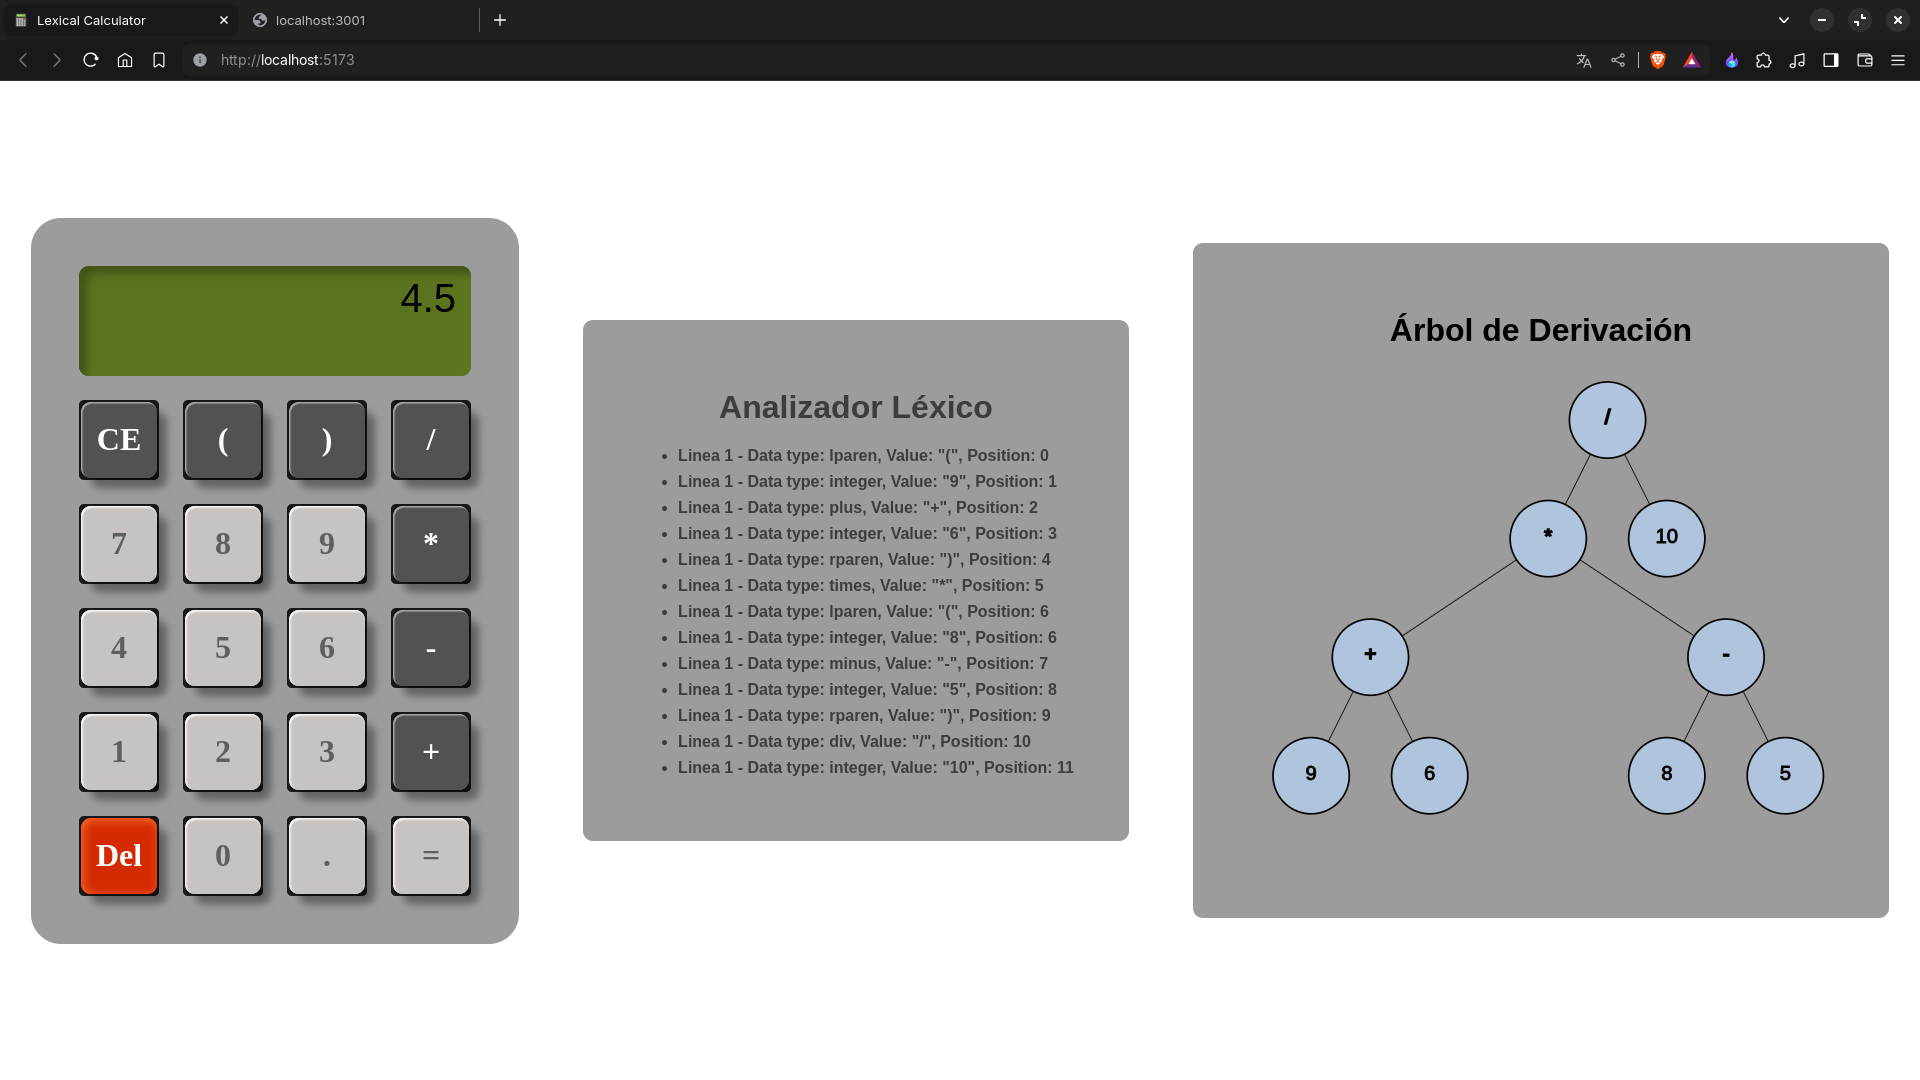 Lexical Calculator
localhost:3001
http://localhost:5173
4.5
CE ( ) /
7 8 9 *
4 5 6 -
1 2 3 +
Del 0 . =
Analizador Léxico
• Linea 1 - Data type: lparen, Value: "(", Position: 0
• Linea 1 - Data type: integer, Value: "9", Position: 1
• Linea 1 - Data type: plus, Value: "+", Position: 2
• Linea 1 - Data type: integer, Value: "6", Position: 3
• Linea 1 - Data type: rparen, Value: ")", Position: 4
• Linea 1 - Data type: times, Value: "*", Position: 5
• Linea 1 - Data type: lparen, Value: "(", Position: 6
• Linea 1 - Data type: integer, Value: "8", Position: 6
• Linea 1 - Data type: minus, Value: "-", Position: 7
• Linea 1 - Data type: integer, Value: "5", Position: 8
• Linea 1 - Data type: rparen, Value: ")", Position: 9
• Linea 1 - Data type: div, Value: "/", Position: 10
• Linea 1 - Data type: integer, Value: "10", Position: 11
Árbol de Derivación
/
* 10
+ -
9 6 8 5